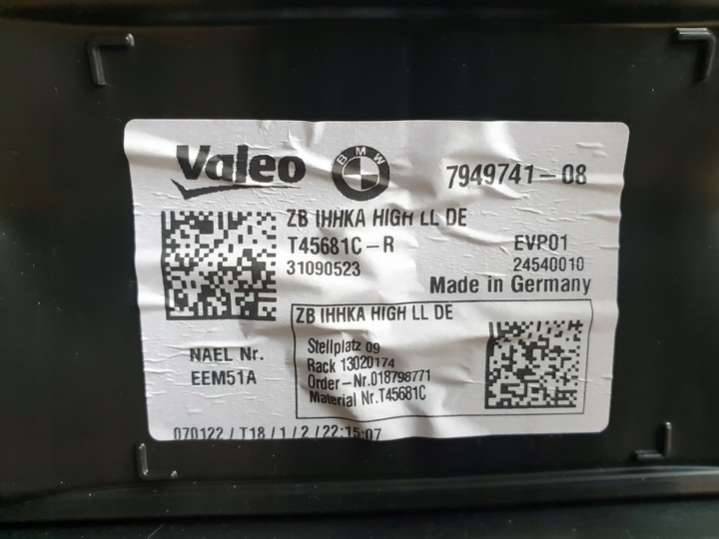 Valeo BMW 7949741-08
ZB IHHKA HIGH LL DE
T45681C-R EVP01
31090523 24540010
Made in Germany
NAEL Nr.
EEM51A
ZB IHHKA HIGH LL DE
Stellplatz 09
Rack 13020174
Order-Nr.018798771
Material Nr.T45681C
070122/T18/1/2/22:15:07